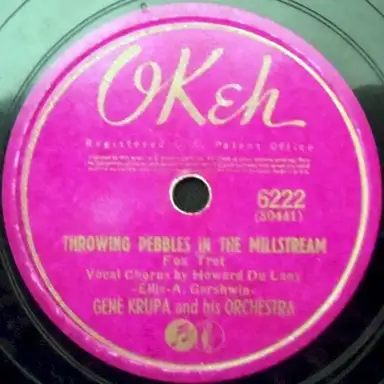 OKeh
Registered U.S. Patent Office
6222
(30441)
THROWING PEBBLES IN THE MILLSTREAM
Fox Trot
Vocal Chorus by Howard Du Lany
-Ellis-A. Gershwin-
GENE KRUPA and his ORCHESTRA